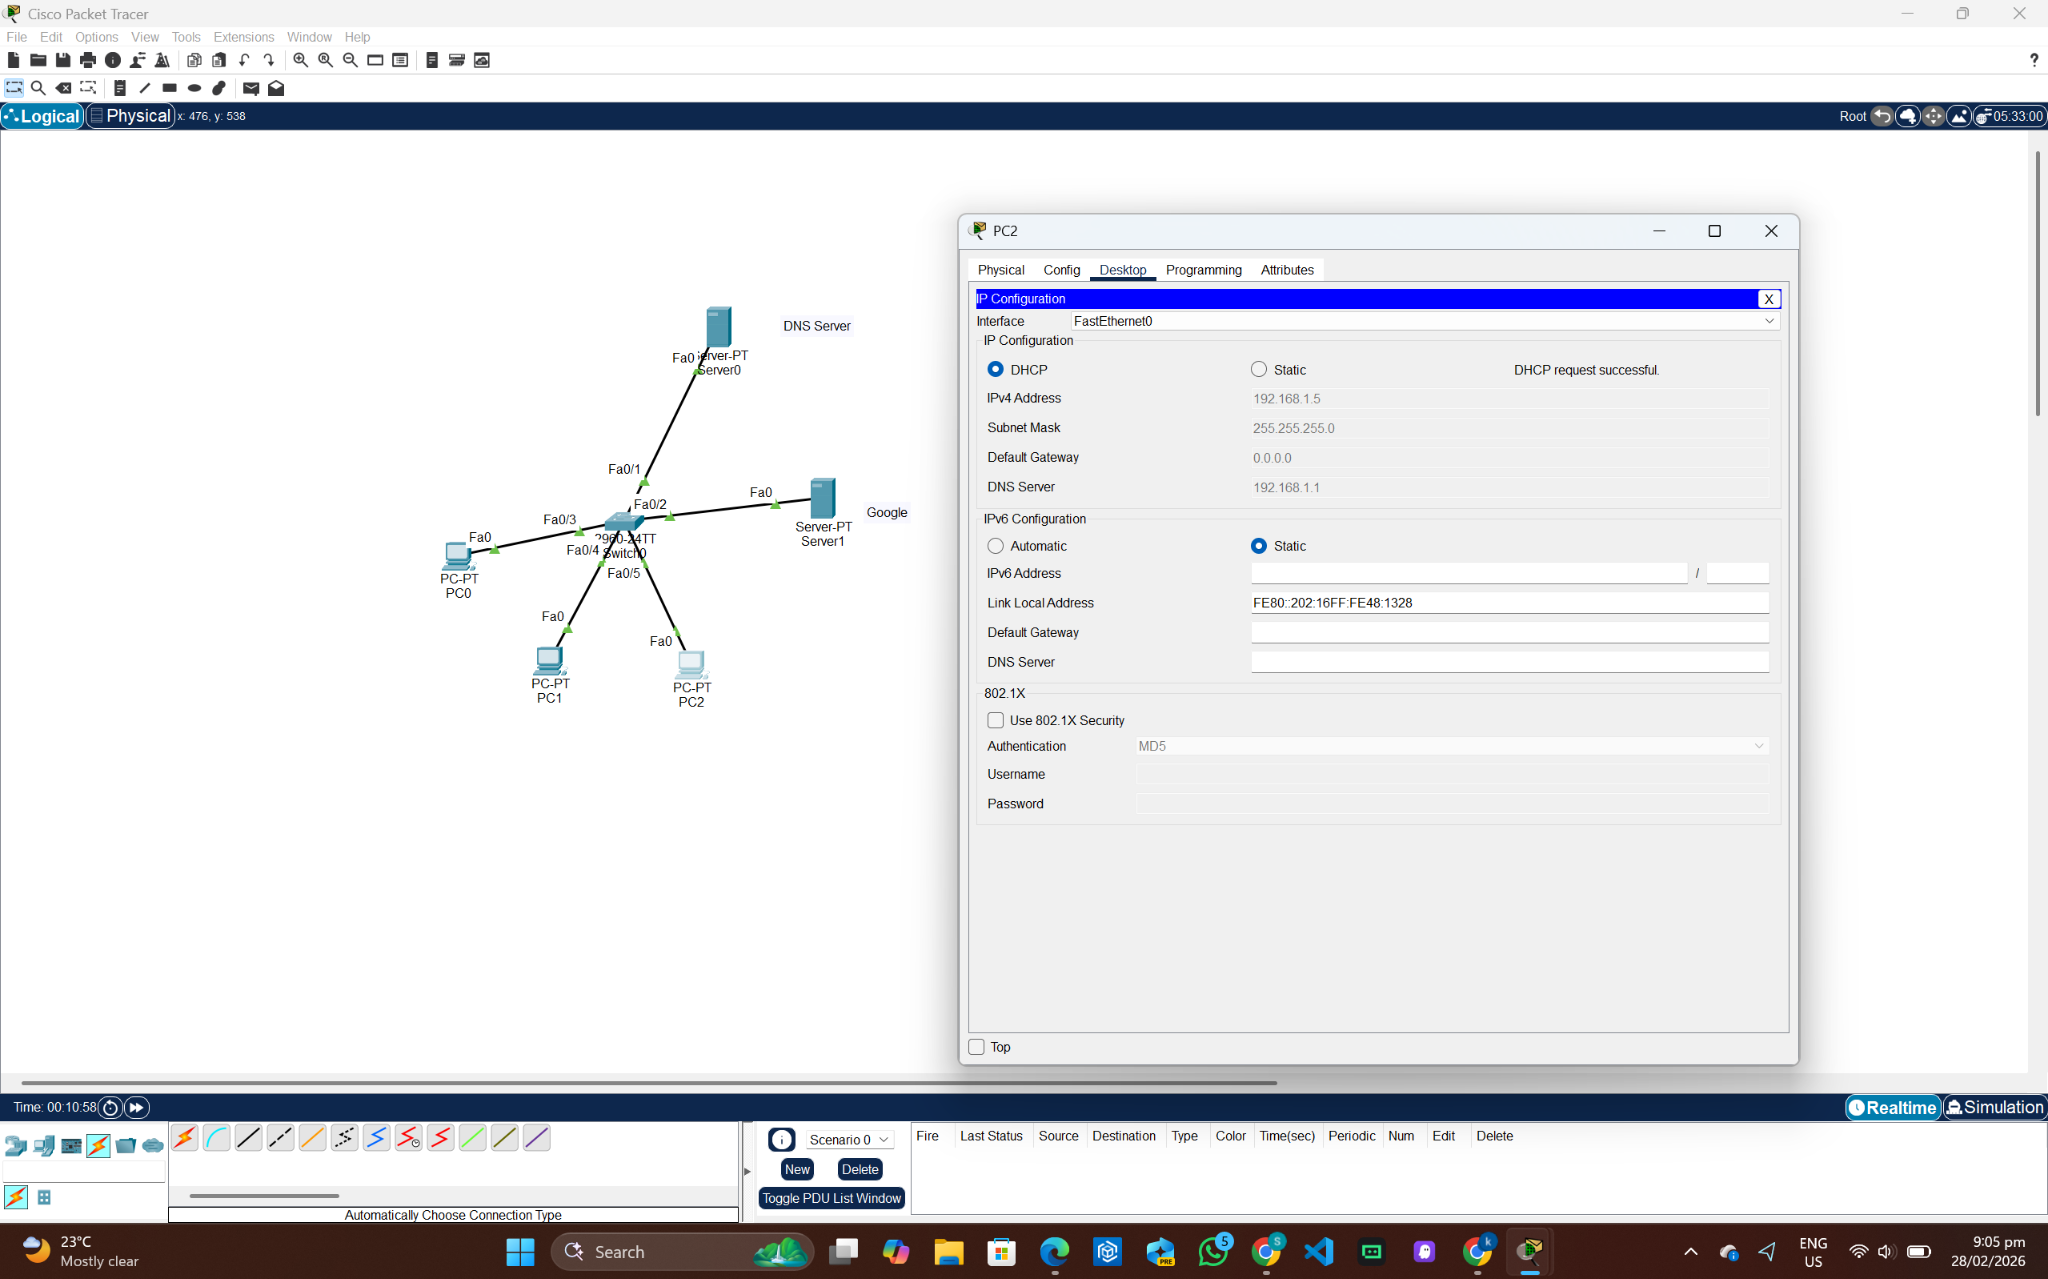 Cisco Packet Tracer
File Edit Options View Tools Extensions Window Help
?
Logical Physical x: 476, y: 538 Root 05:33:00
DNS Server
Fa0 Server-PT
Server0
Fa0/1
Fa0/2 Fa0
Google
Server-PT
Server1
Fa0/3
Fa0
2960-24TT
Fa0/4 Switch0
Fa0/5
PC-PT
PC0
Fa0
Fa0
PC-PT
PC1
PC-PT
PC2
PC2
Physical Config Desktop Programming Attributes
IP Configuration X
Interface FastEthernet0
IP Configuration
DHCP Static DHCP request successful.
IPv4 Address 192.168.1.5
Subnet Mask 255.255.255.0
Default Gateway 0.0.0.0
DNS Server 192.168.1.1
IPv6 Configuration
Automatic Static
IPv6 Address /
Link Local Address FE80::202:16FF:FE48:1328
Default Gateway
DNS Server
802.1X
Use 802.1X Security
Authentication MD5
Username
Password
Top
Time: 00:10:58 Realtime Simulation
Scenario 0
New Delete
Toggle PDU List Window
Fire Last Status Source Destination Type Color Time(sec) Periodic Num Edit Delete
Automatically Choose Connection Type
23°C
Mostly clear
Search
PRE
5
S
k
ENG
US
9:05 pm
28/02/2026